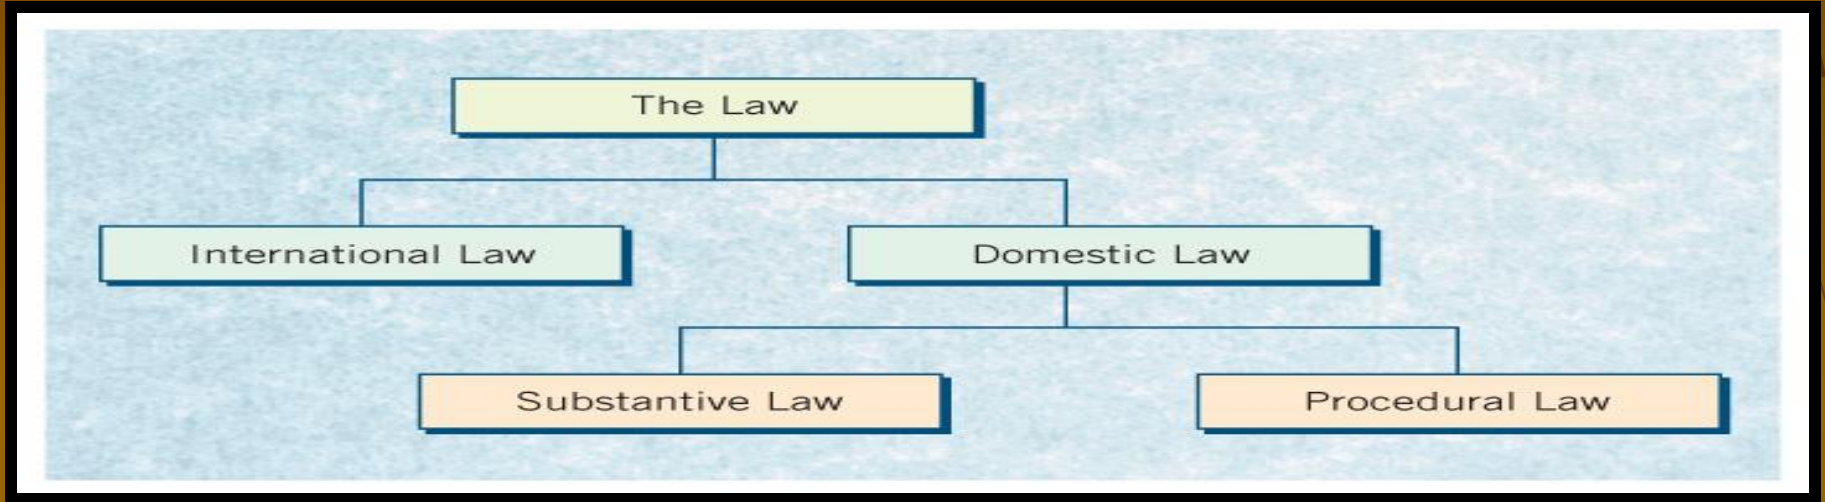 The Law
International Law
Domestic Law
Substantive Law
Procedural Law